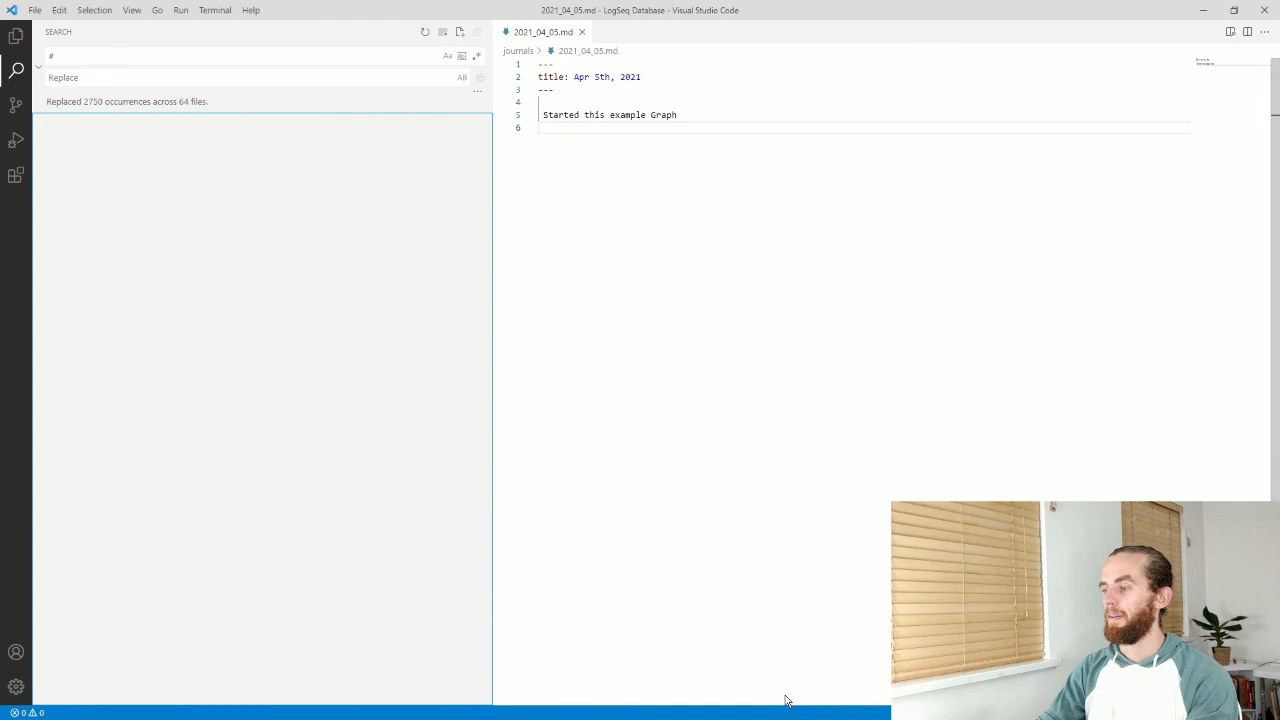 File Edit Selection View Go Run Terminal Help
2021_04_05.md - LogSeq Database - Visual Studio Code
SEARCH
#
Aa
Replace
AB
Replaced 2750 occurrences across 64 files.
2021_04_05.md
journals > 2021_04_05.md
1 ---
2 title: Apr 5th, 2021
3 ---
4
5 Started this example Graph
6
0 0